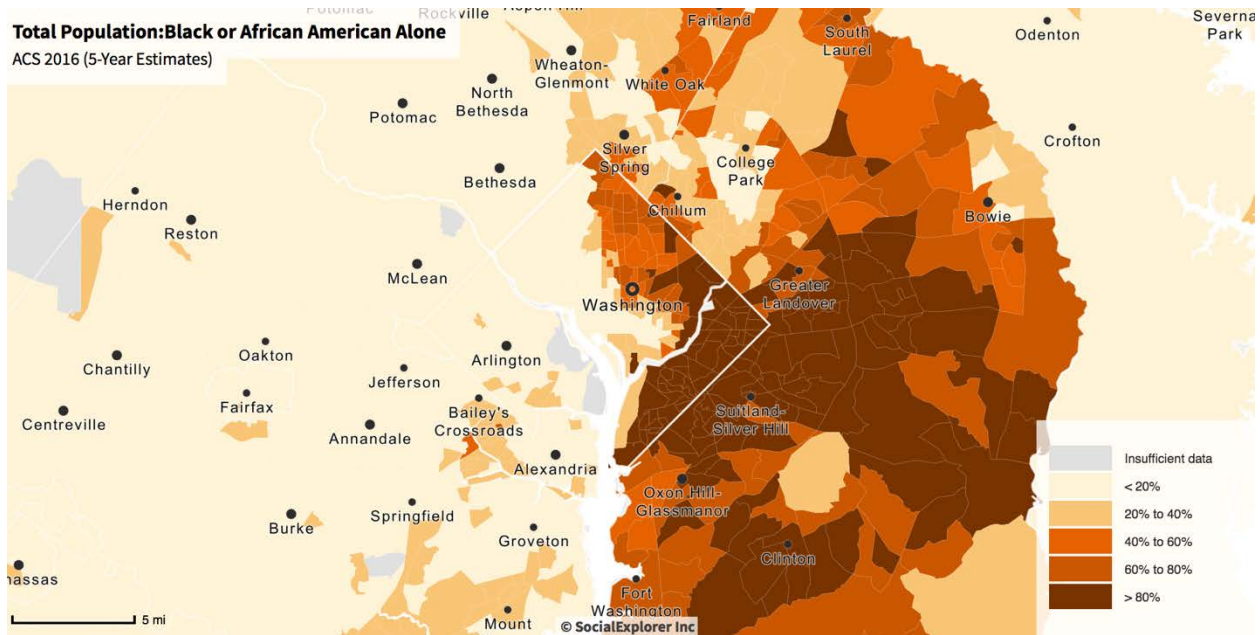 Total Population:Black or African American Alone
ACS 2016 (5-Year Estimates)
Potomac
Rockville
Aspen Hill
Fairland
South
Laurel
Odenton
Severna
Park
Wheaton-
Glenmont
White Oak
North
Bethesda
Potomac
Crofton
Silver
Spring
College
Park
Bethesda
Herndon
Chillum
Bowie
Reston
McLean
Greater
Landover
Washington
Oakton
Arlington
Chantilly
Jefferson
Fairfax
Bailey's
Crossroads
Suitland-
Silver Hill
Centreville
Annandale
Alexandria
Oxon Hill-
Glassmanor
Burke
Springfield
Groveton
Clinton
nassas
Fort
Washington
Mount
5 mi
© SocialExplorer Inc
Insufficient data
< 20%
20% to 40%
40% to 60%
60% to 80%
> 80%